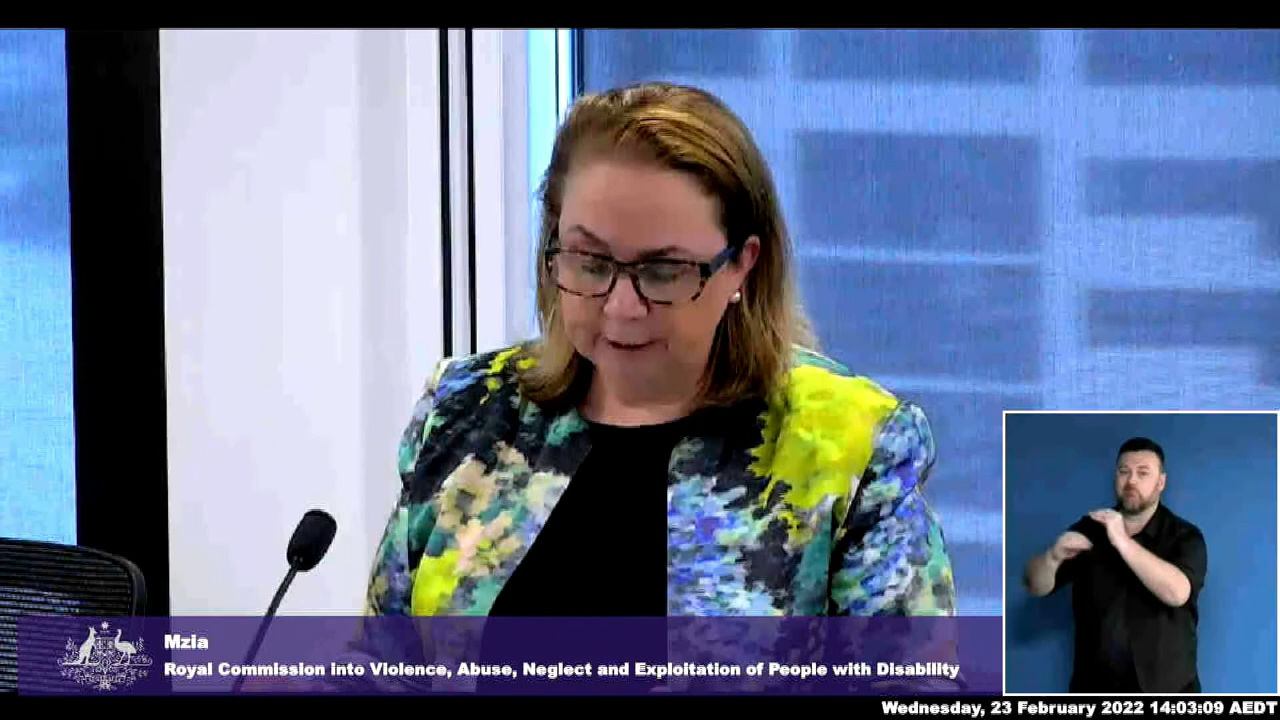 Mzia
Royal Commission into Violence, Abuse, Neglect and Exploitation of People with Disability
Wednesday, 23 February 2022 14:03:09 AEDT